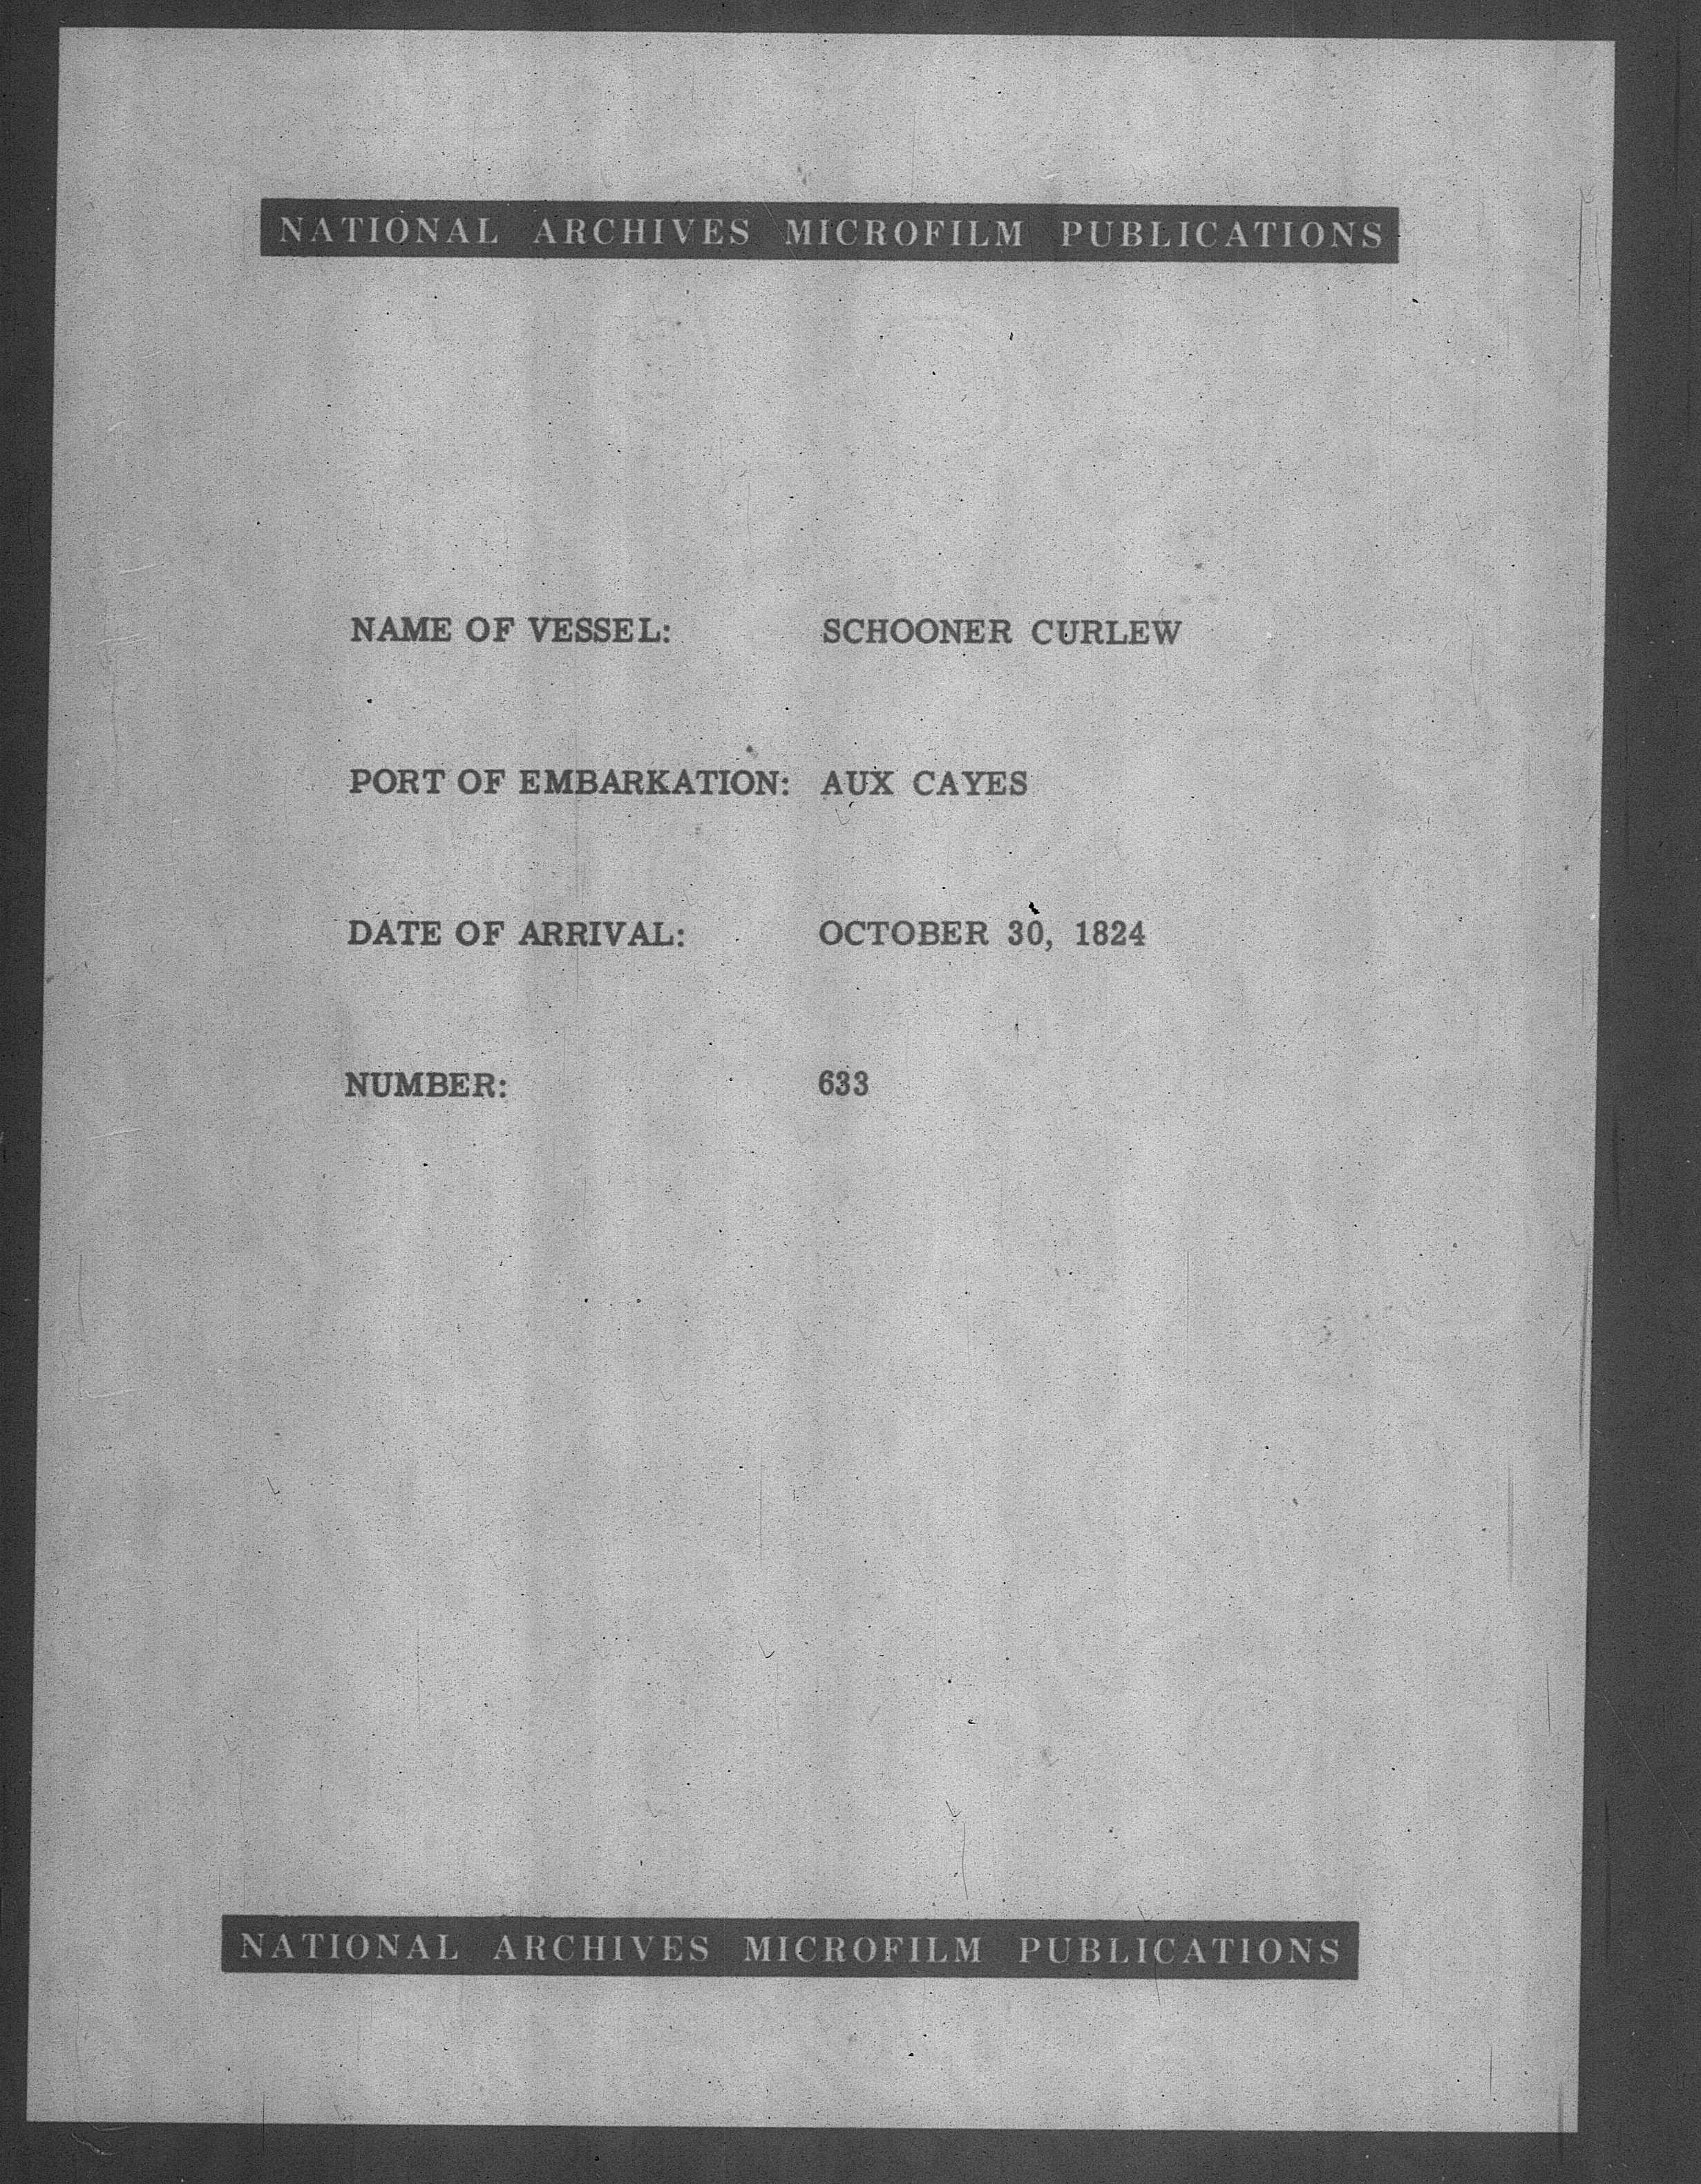 NATIONAL ARCHIVES MICROFILM PUBLICATIONS
NAME OF VESSEL: SCHOONER CURLEW
PORT OF EMBARKATION: AUX CAYES
DATE OF ARRIVAL: OCTOBER 30, 1824
NUMBER: 633
NATIONAL ARCHIVES MICROFILM PUBLICATIONS